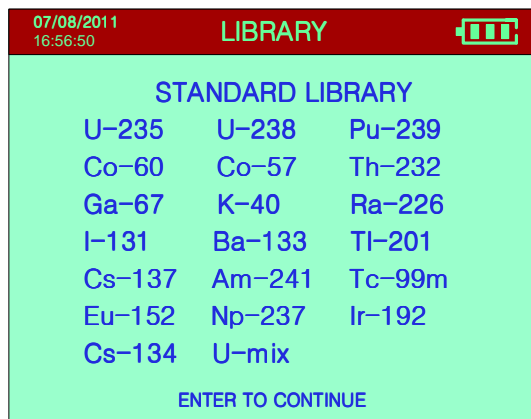 07/08/2011
16:56:50
LIBRARY
STANDARD LIBRARY
U-235 U-238 Pu-239
Co-60 Co-57 Th-232
Ga-67 K-40 Ra-226
I-131 Ba-133 Tl-201
Cs-137 Am-241 Tc-99m
Eu-152 Np-237 Ir-192
Cs-134 U-mix
ENTER TO CONTINUE